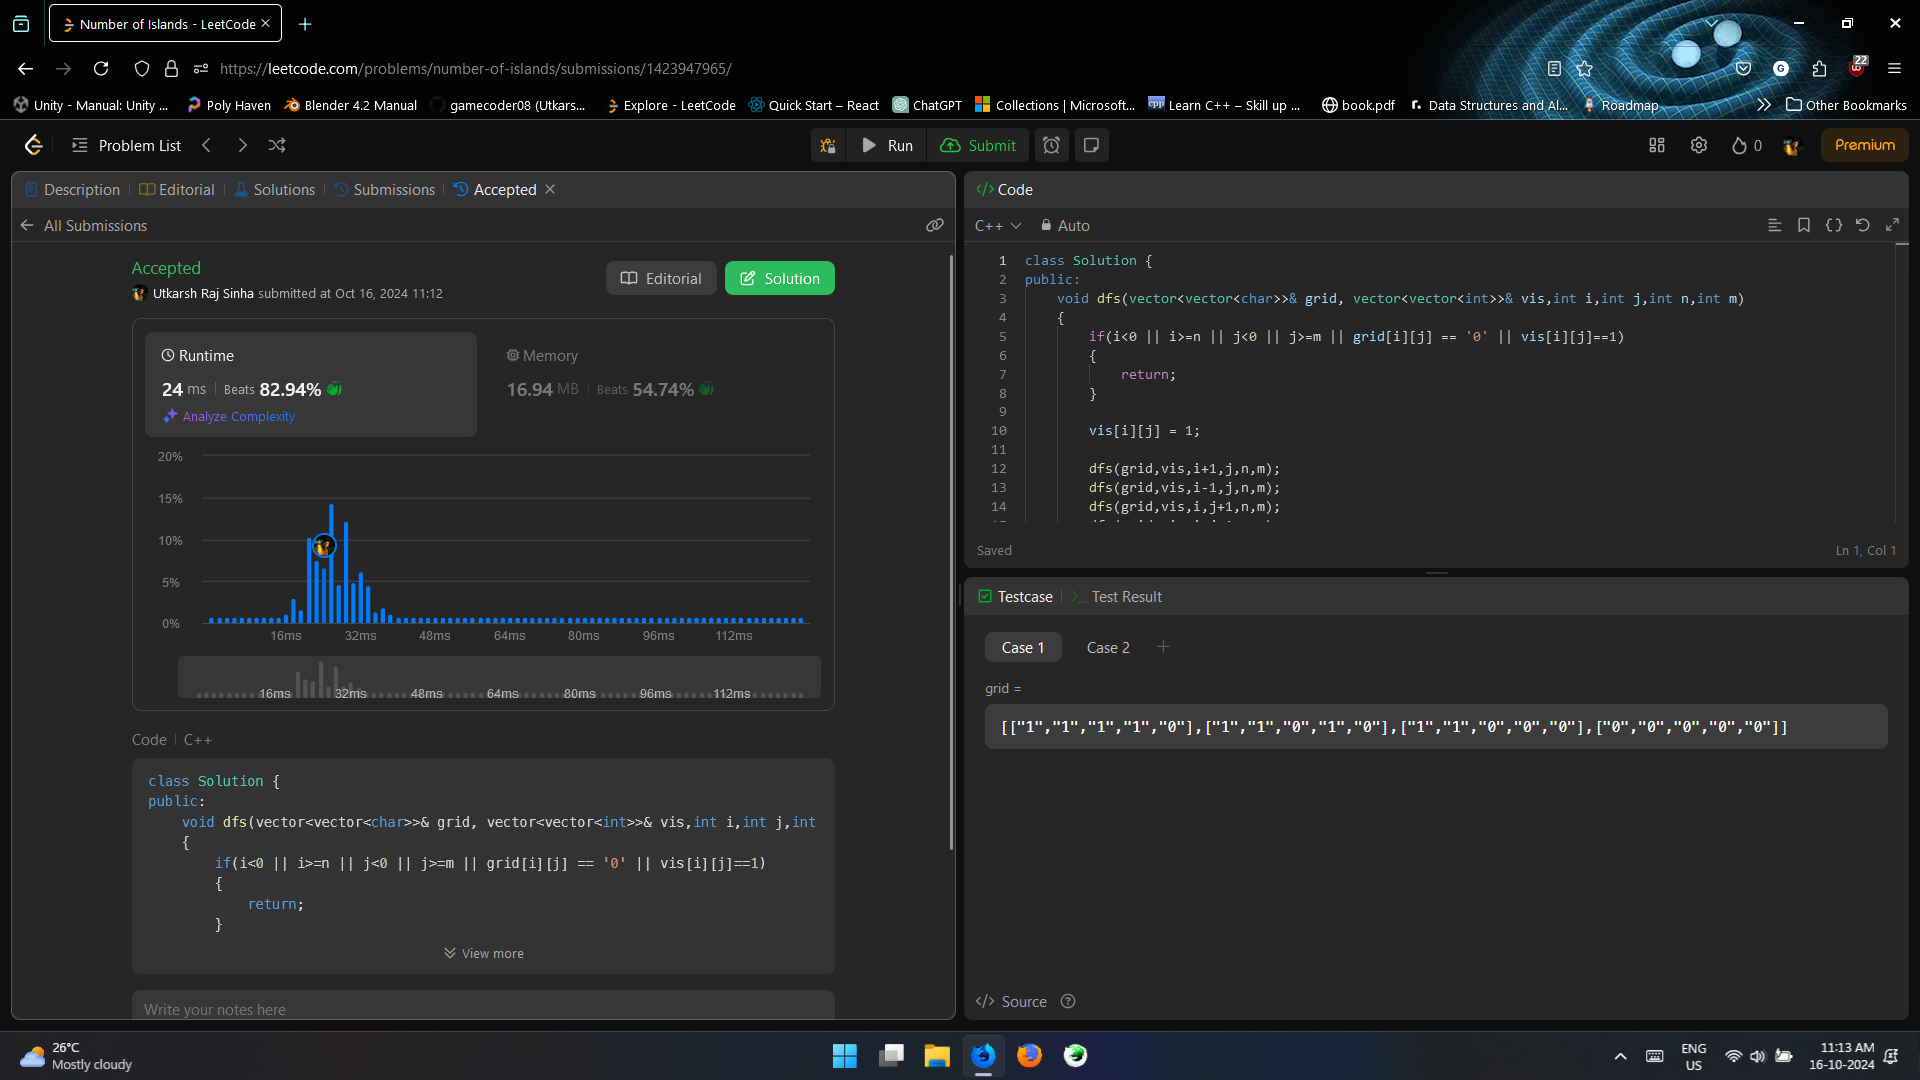 Number of Islands - LeetCode
https://leetcode.com/problems/number-of-islands/submissions/1423947965/
22
Unity - Manual: Unity ...
Poly Haven
Blender 4.2 Manual
gamecoder08 (Utkars...
Explore - LeetCode
Quick Start – React
ChatGPT
Collections | Microsoft...
Learn C++ – Skill up ...
book.pdf
Data Structures and Al...
Roadmap
Other Bookmarks
Problem List
Run
Submit
0
Premium
Description
Editorial
Solutions
Submissions
Accepted
All Submissions
Accepted
Utkarsh Raj Sinha submitted at Oct 16, 2024 11:12
Editorial
Solution
Runtime
24 ms | Beats 82.94%
Analyze Complexity
Memory
16.94 MB | Beats 54.74%
20%
15%
10%
5%
0%
16ms 32ms 48ms 64ms 80ms 96ms 112ms
16ms 32ms 48ms 64ms 80ms 96ms 112ms
Code | C++
class Solution {
public:
    void dfs(vector<vector<char>>& grid, vector<vector<int>>& vis,int i,int j,int
    {
        if(i<0 || i>=n || j<0 || j>=m || grid[i][j] == '0' || vis[i][j]==1)
        {
            return;
        }
View more
Write your notes here
</> Code
C++
Auto
1 class Solution {
2 public:
3     void dfs(vector<vector<char>>& grid, vector<vector<int>>& vis,int i,int j,int n,int m)
4     {
5         if(i<0 || i>=n || j<0 || j>=m || grid[i][j] == '0' || vis[i][j]==1)
6         {
7             return;
8         }
9
10         vis[i][j] = 1;
11
12         dfs(grid,vis,i+1,j,n,m);
13         dfs(grid,vis,i-1,j,n,m);
14         dfs(grid,vis,i,j+1,n,m);
Saved
Ln 1, Col 1
Testcase
Test Result
Case 1
Case 2
grid =
[["1","1","1","1","0"],["1","1","0","1","0"],["1","1","0","0","0"],["0","0","0","0","0"]]
</> Source
26°C
Mostly cloudy
ENG
US
11:13 AM
16-10-2024